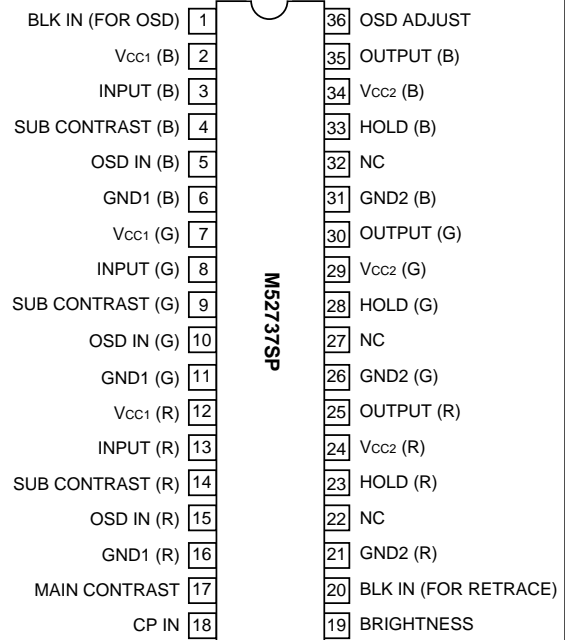 BLK IN (FOR OSD) 1 36 OSD ADJUST
VCC1 (B) 2 35 OUTPUT (B)
INPUT (B) 3 34 VCC2 (B)
SUB CONTRAST (B) 4 33 HOLD (B)
OSD IN (B) 5 32 NC
GND1 (B) 6 31 GND2 (B)
VCC1 (G) 7 30 OUTPUT (G)
INPUT (G) 8 29 VCC2 (G)
SUB CONTRAST (G) 9 28 HOLD (G)
OSD IN (G) 10 27 NC
GND1 (G) 11 26 GND2 (G)
VCC1 (R) 12 25 OUTPUT (R)
INPUT (R) 13 24 VCC2 (R)
SUB CONTRAST (R) 14 23 HOLD (R)
OSD IN (R) 15 22 NC
GND1 (R) 16 21 GND2 (R)
MAIN CONTRAST 17 20 BLK IN (FOR RETRACE)
CP IN 18 19 BRIGHTNESS
M52737SP